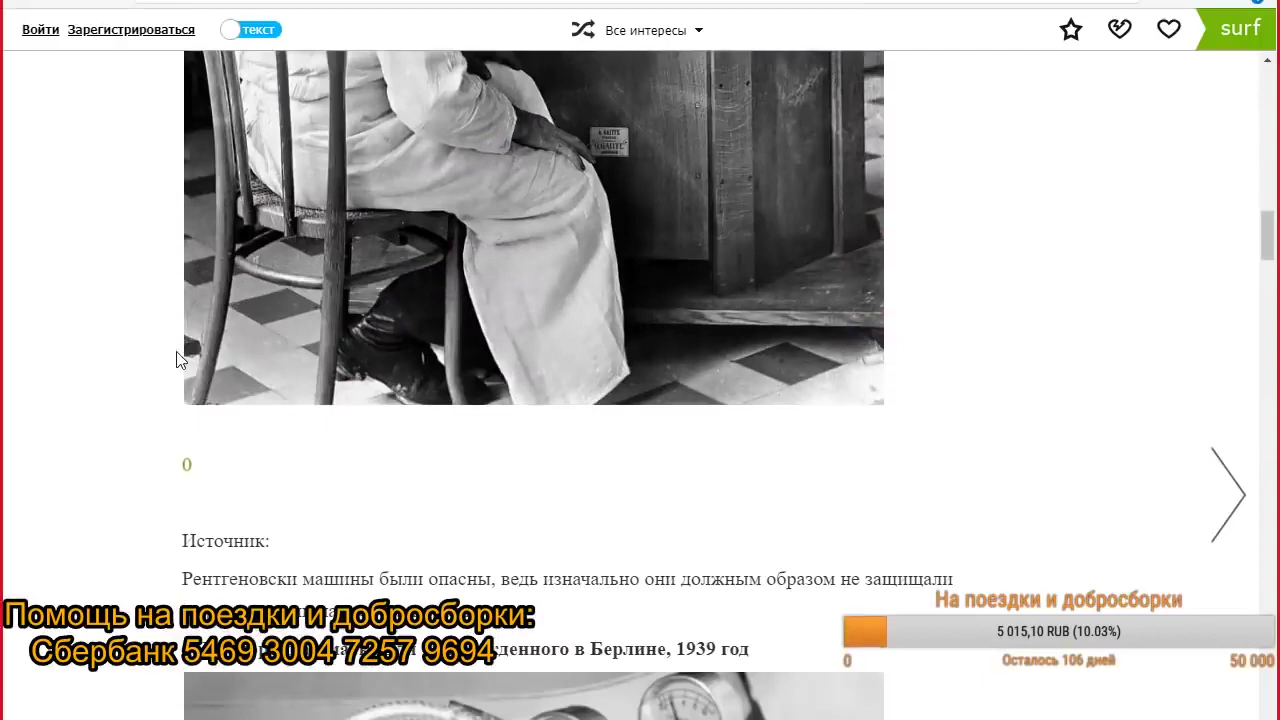 Войти Зарегистрироваться текст Все интересы surf
0
Источник:
Рентгеновски машины были опасны, ведь изначально они должным образом не защищали
На поездки и добросборки
Помощь на поездки и добросборки:
5 015,10 RUB (10.03%)
Сбербанк 5469 3004 7257 9694
в Берлине, 1939 год
0 Осталось 106 дней 50 000